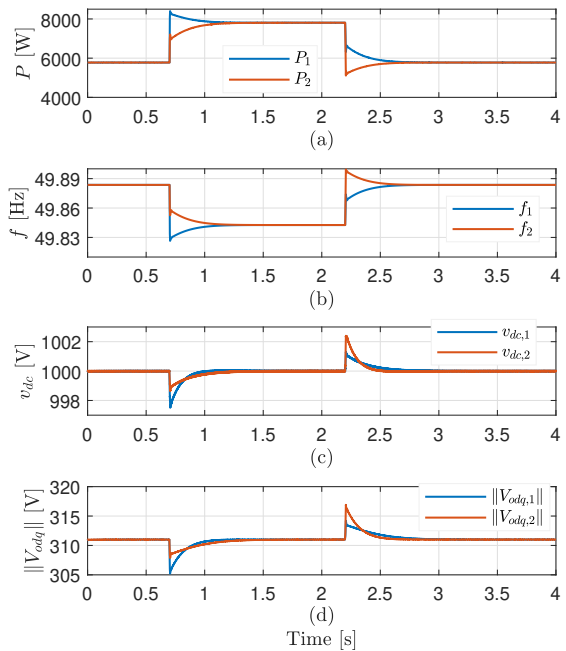 8000
6000
4000
P [W]
P1
P2
0 0.5 1 1.5 2 2.5 3 3.5 4
(a)
49.89
49.86
49.83
f [Hz]
f1
f2
0 0.5 1 1.5 2 2.5 3 3.5 4
(b)
1002
1000
998
vdc [V]
vdc,1
vdc,2
0 0.5 1 1.5 2 2.5 3 3.5 4
(c)
320
315
310
305
‖Vodq‖ [V]
‖Vodq,1‖
‖Vodq,2‖
0 0.5 1 1.5 2 2.5 3 3.5 4
(d)
Time [s]